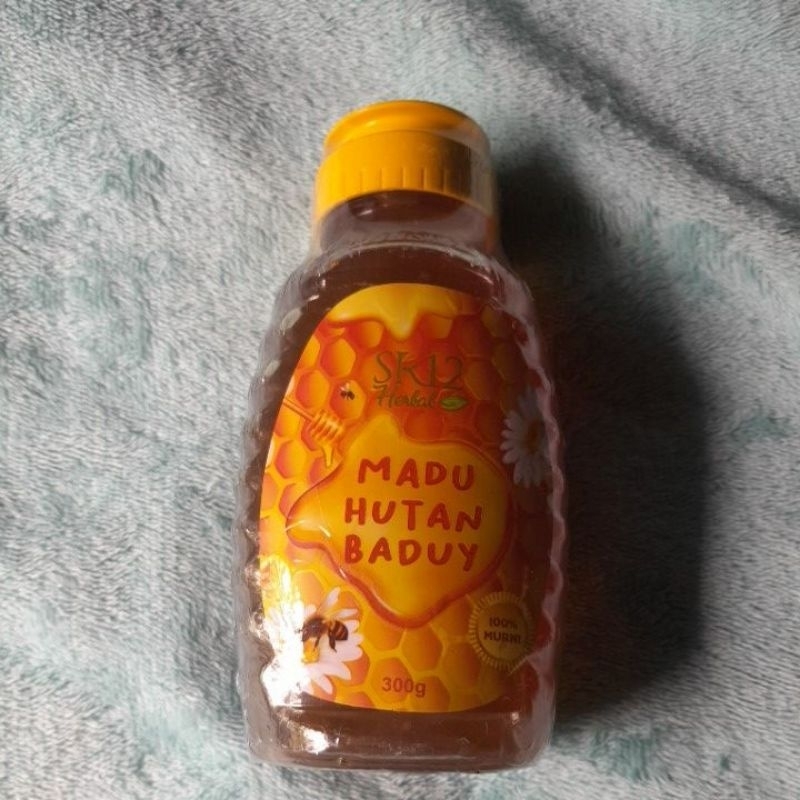 SK12
Herbal
MADU
HUTAN
BADUY
100%
MURNI
300g